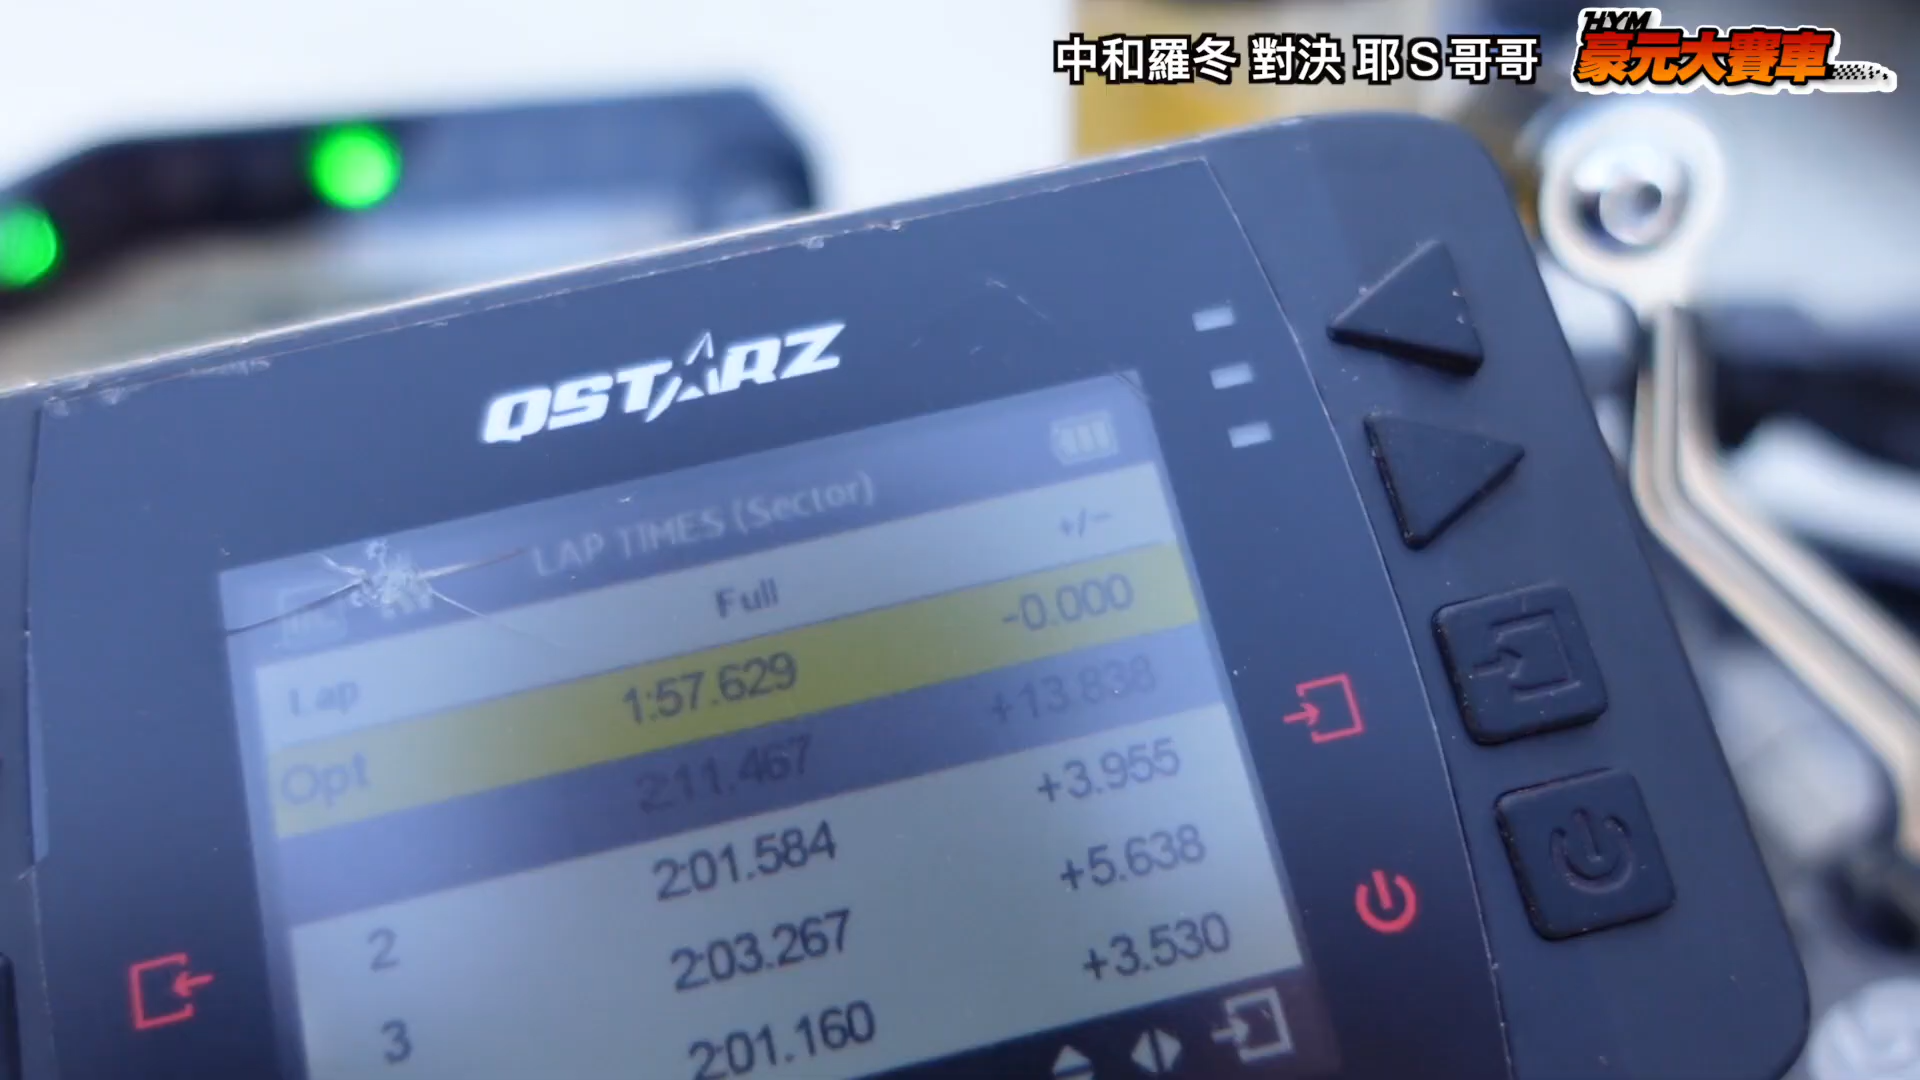 中和羅冬 對決 耶S哥哥
HYM
豪元大賽車
QSTARZ
LAP TIMES (Sector)
Lap Full +/-
Opt 1:57.629 -0.000
2:11.467 +13.838
2 2:01.584 +3.955
3 2:03.267 +5.638
2:01.160 +3.530